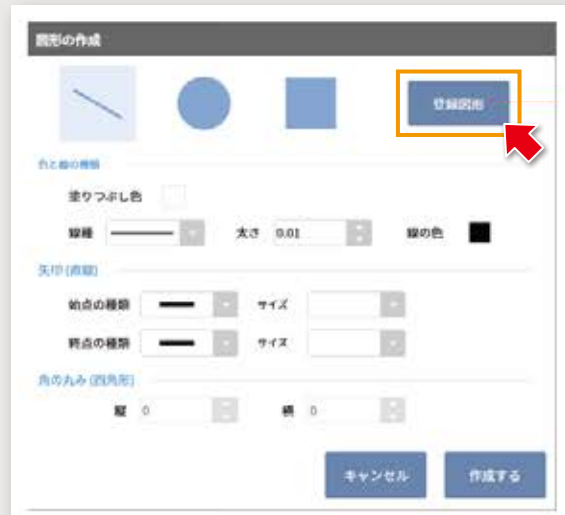 図形の作成
登録図形
色と線の種類
塗りつぶし色
線種 太さ 0.01 線の色
矢印(直線)
始点の種類 サイズ
終点の種類 サイズ
角の丸み(四角形)
縦 0 横 0
キャンセル 作成する